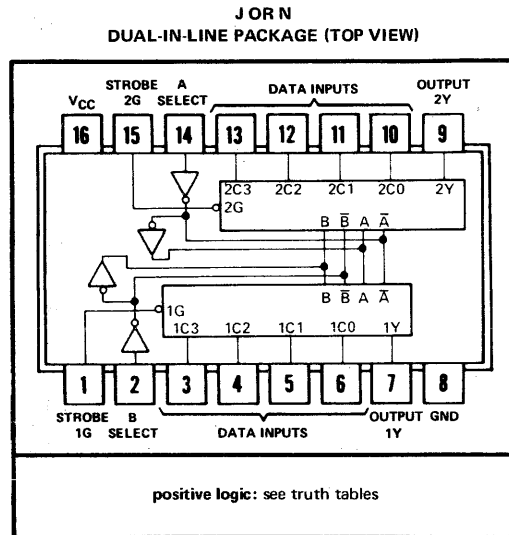 J OR N
DUAL-IN-LINE PACKAGE (TOP VIEW)
STROBE A DATA INPUTS OUTPUT
VCC 2G SELECT 2Y
16 15 14 13 12 11 10 9
2C3 2C2 2C1 2C0 2Y
2G
B B̅ A A̅
B B̅ A A̅
1G
1C3 1C2 1C1 1C0 1Y
1 2 3 4 5 6 7 8
STROBE B DATA INPUTS OUTPUT GND
1G SELECT 1Y
positive logic: see truth tables